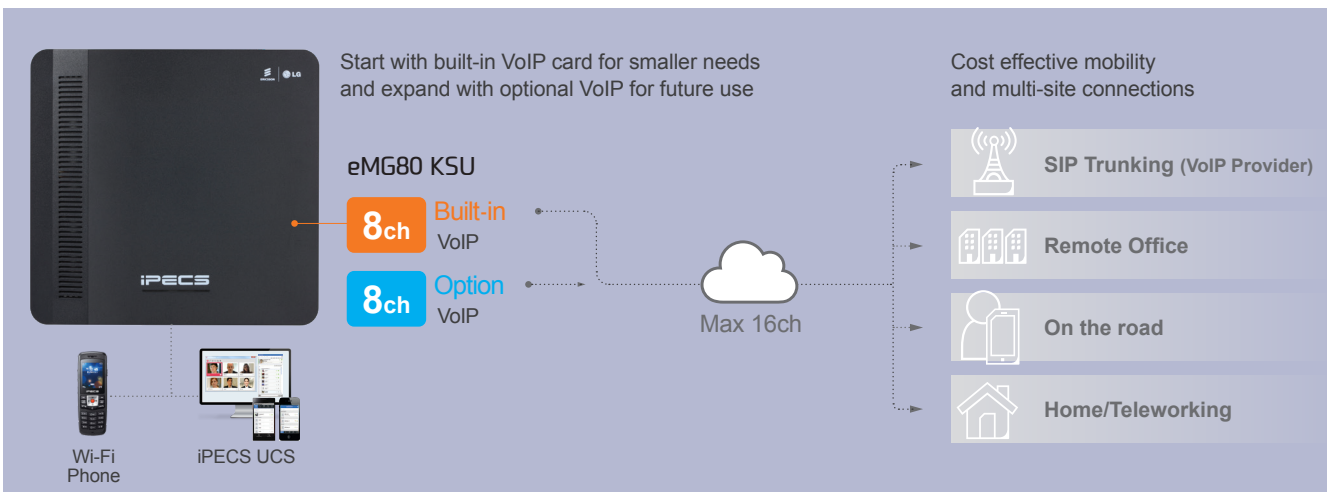 ERICSSON LG
iPECS
Start with built-in VoIP card for smaller needs
and expand with optional VoIP for future use
eMG80 KSU
8ch Built-in
VoIP
8ch Option
VoIP
Max 16ch
Wi-Fi
Phone
iPECS UCS
Cost effective mobility
and multi-site connections
SIP Trunking (VoIP Provider)
Remote Office
On the road
Home/Teleworking